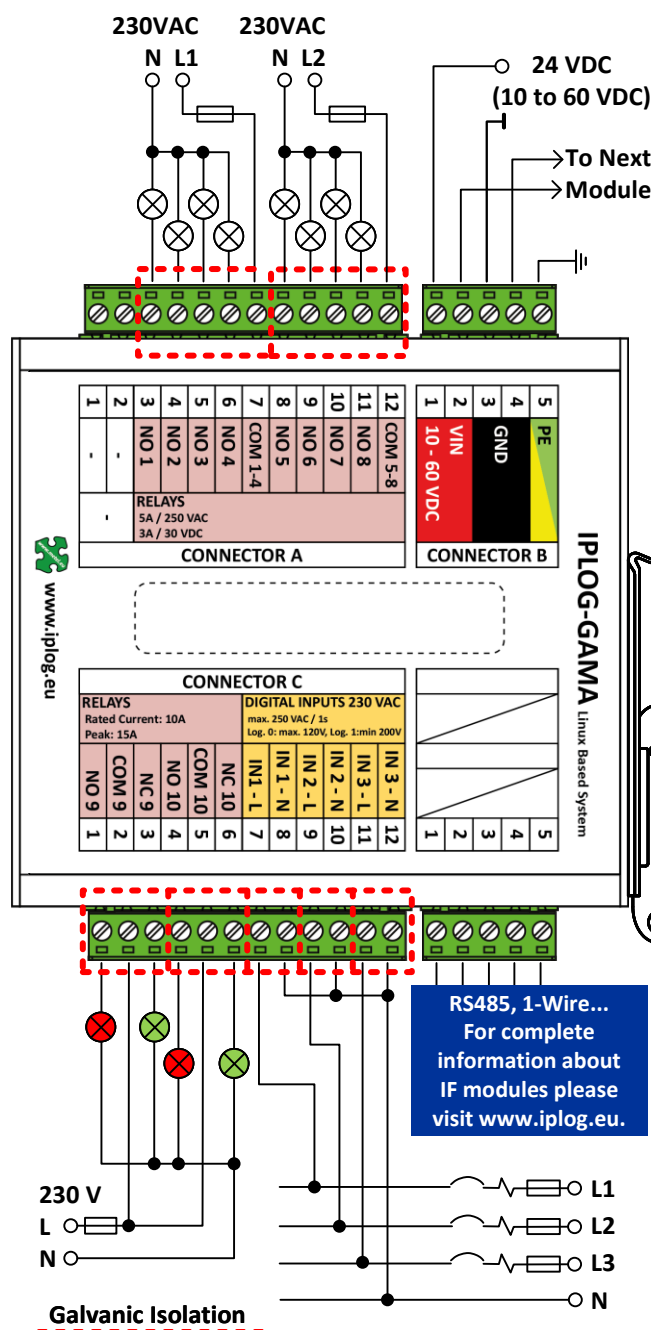 230VAC 230VAC
N L1 N L2
24 VDC
(10 to 60 VDC)
To Next
Module
1 2 3 4 5 6 7 8 9 10 11 12
- - NO 1 NO 2 NO 3 NO 4 COM 1-4 NO 5 NO 6 NO 7 NO 8 COM 5-8
-
RELAYS
5A / 250 VAC
3A / 30 VDC
CONNECTOR A
1 2 3 4 5
10 - 60 VDC
VIN
GND
PE
CONNECTOR B
www.iplog.eu
IPLOG-GAMA
Linux Based System
CONNECTOR C
RELAYS
Rated Current: 10A
Peak: 15A
DIGITAL INPUTS 230 VAC
max. 250 VAC / 1s
Log. 0: max. 120V, Log. 1:min 200V
NO 9 COM 9 NC 9 NO 10 COM 10 NC 10 IN1 - L IN 1 - N IN 2 - L IN 2 - N IN 3 - L IN 3 - N
1 2 3 4 5 6 7 8 9 10 11 12
1 2 3 4 5
RS485, 1-Wire...
For complete
information about
IF modules please
visit www.iplog.eu.
230 V
L
N
L1
L2
L3
N
Galvanic Isolation